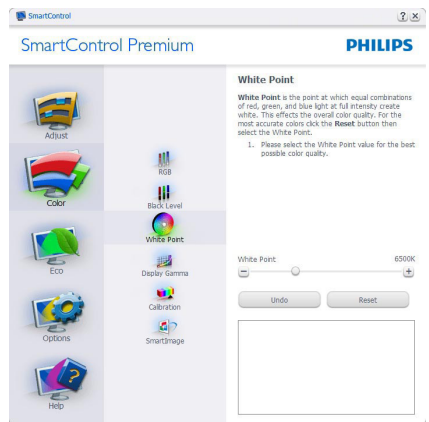 SmartControl
? ×
SmartControl Premium
PHILIPS
Adjust
Color
Eco
Options
Help
RGB
Black Level
White Point
Display Gamma
Calibration
SmartImage
White Point
White Point is the point at which equal combinations
of red, green, and blue light at full intensity create
white. This effects the overall color quality. For the
most accurate colors click the Reset button then
select the White Point.
1. Please select the White Point value for the best
possible color quality.
White Point 6500K
Undo Reset